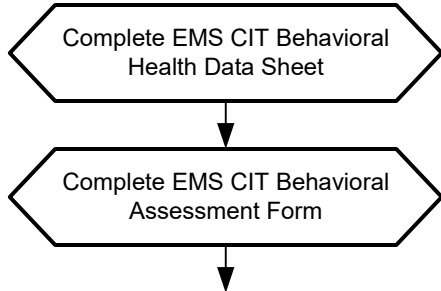 Complete EMS CIT Behavioral
Health Data Sheet
Complete EMS CIT Behavioral
Assessment Form